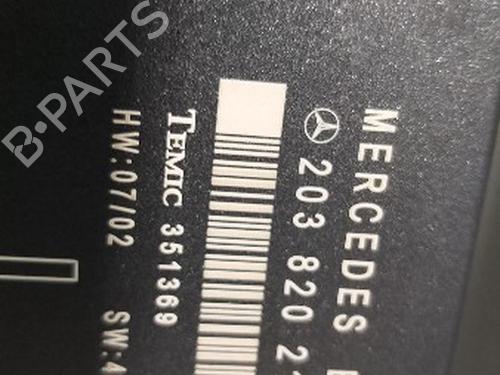 MERCEDES
203 820 2
TEMIC 351369
HW:07/02 SW:4
B-PARTS